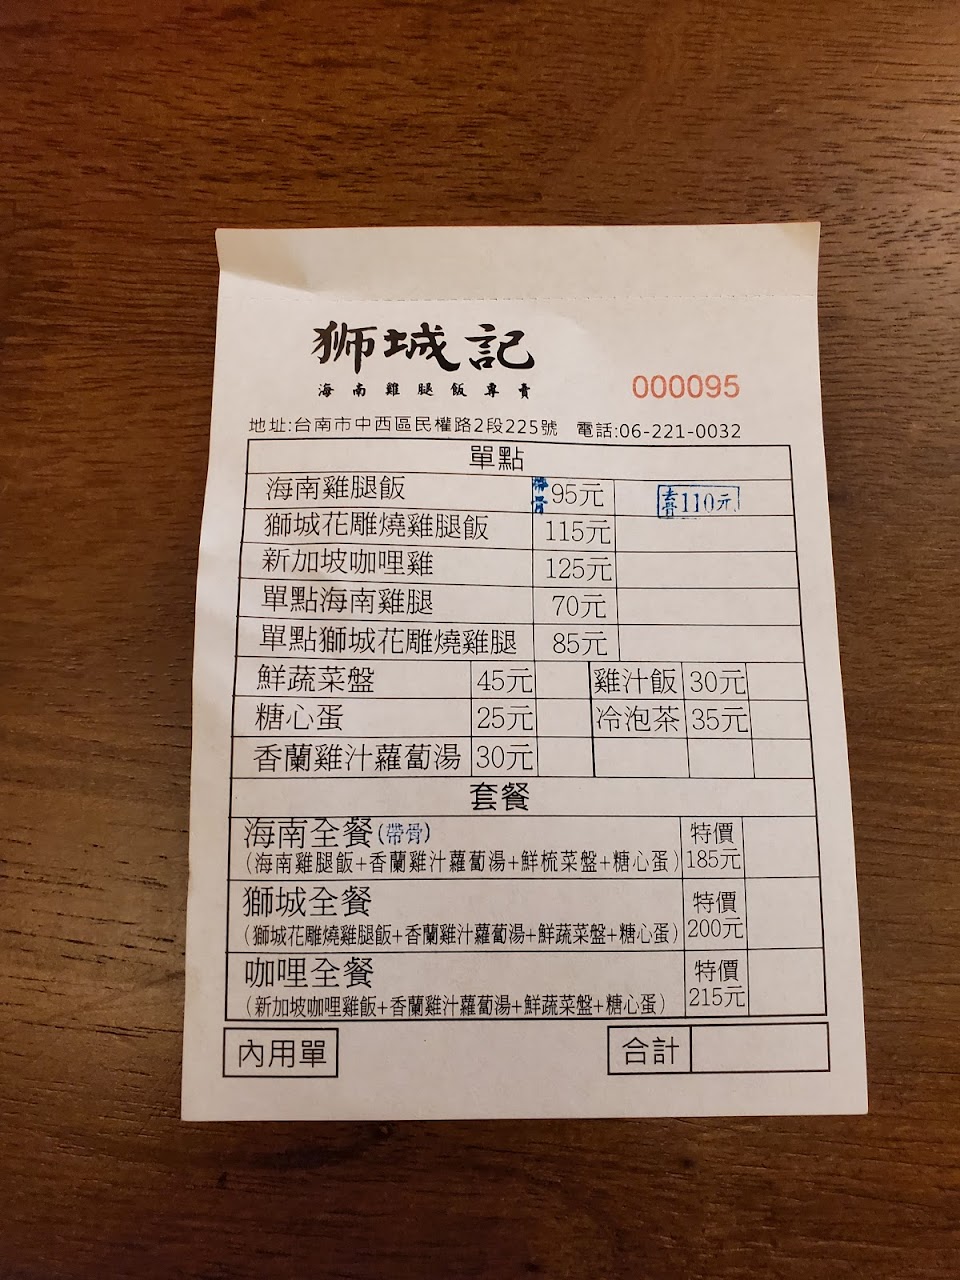 狮城記
海南雞腿飯專賣
000095
地址:台南市中西區民權路2段225號 電話:06-221-0032
單點
海南雞腿飯 帶骨 95元 去骨110元
獅城花雕燒雞腿飯 115元
新加坡咖哩雞 125元
單點海南雞腿 70元
單點獅城花雕燒雞腿 85元
鮮蔬菜盤 45元 雞汁飯 30元
糖心蛋 25元 冷泡茶 35元
香蘭雞汁蘿蔔湯 30元
套餐
海南全餐(帶骨) 特價
(海南雞腿飯+香蘭雞汁蘿蔔湯+鮮梳菜盤+糖心蛋) 185元
獅城全餐 特價
(獅城花雕燒雞腿飯+香蘭雞汁蘿蔔湯+鮮蔬菜盤+糖心蛋) 200元
咖哩全餐 特價
(新加坡咖哩雞飯+香蘭雞汁蘿蔔湯+鮮蔬菜盤+糖心蛋) 215元
內用單 合計